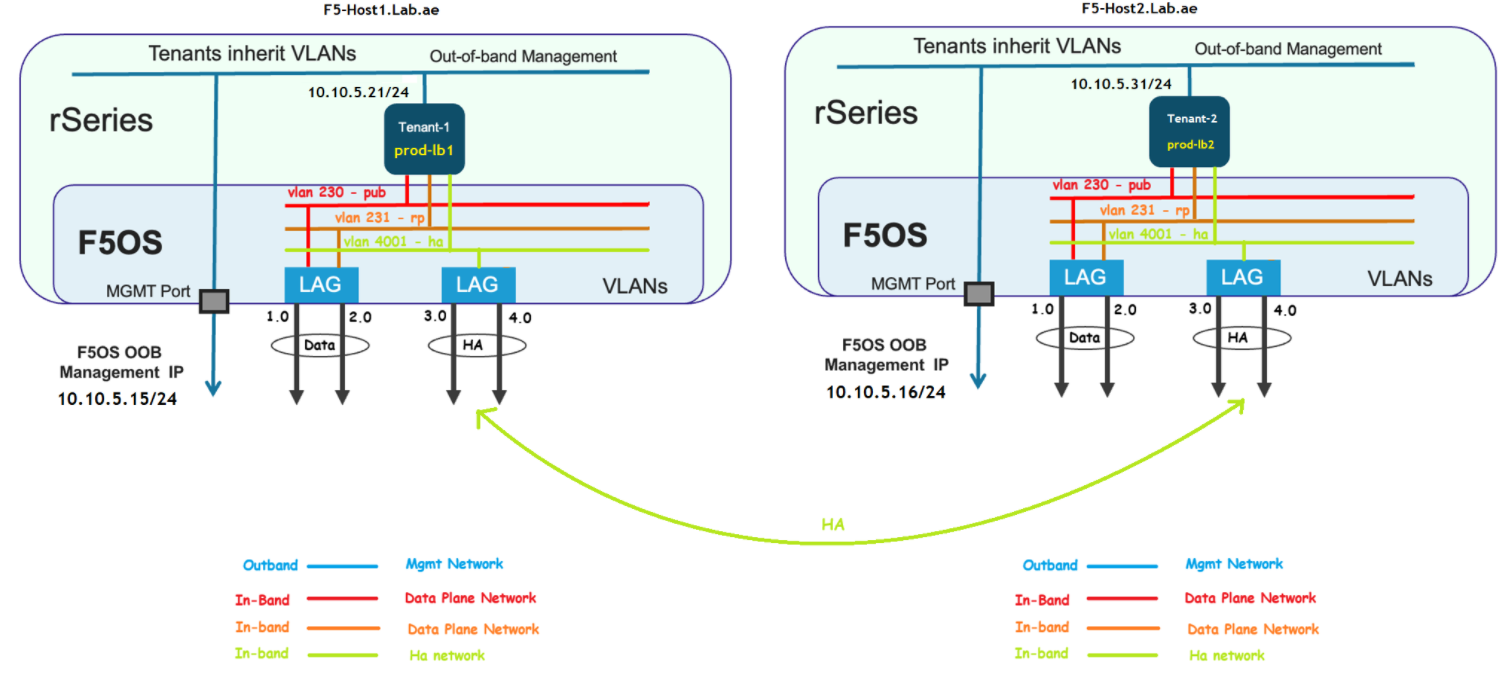 F5-Host1.Lab.ae
Tenants inherit VLANs
Out-of-band Management
10.10.5.21/24
rSeries
Tenant-1
prod-lb1
vlan 230 - pub
vlan 231 - rp
F5OS
vlan 4001 - ha
MGMT Port
LAG
LAG
VLANs
1.0
2.0
3.0
4.0
Data
HA
F5OS OOB
Management IP
10.10.5.15/24
F5-Host2.Lab.ae
Tenants inherit VLANs
Out-of-band Management
10.10.5.31/24
rSeries
Tenant-2
prod-lb2
vlan 230 - pub
vlan 231 - rp
F5OS
vlan 4001 - ha
MGMT Port
LAG
LAG
VLANs
1.0
2.0
3.0
4.0
Data
HA
F5OS OOB
Management IP
10.10.5.16/24
HA
Outband
Mgmt Network
In-Band
Data Plane Network
In-band
Data Plane Network
In-band
Ha network
Outband
Mgmt Network
In-Band
Data Plane Network
In-band
Data Plane Network
In-band
Ha network